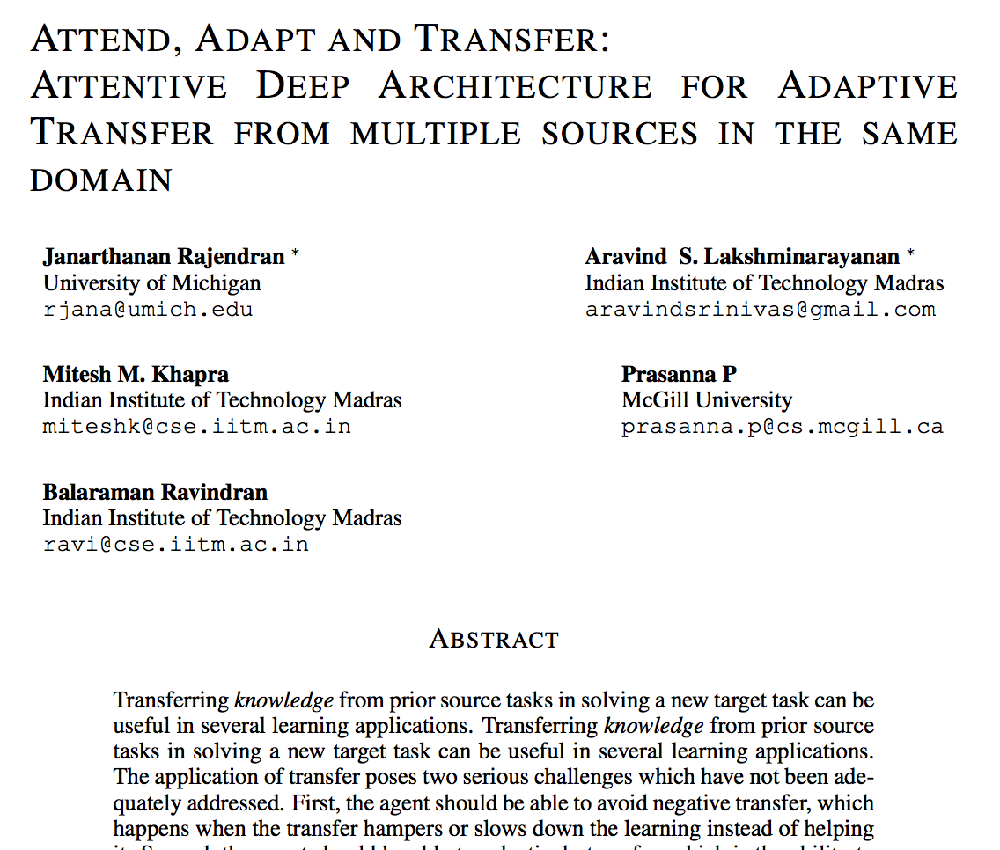 ATTEND, ADAPT AND TRANSFER:
ATTENTIVE DEEP ARCHITECTURE FOR ADAPTIVE
TRANSFER FROM MULTIPLE SOURCES IN THE SAME
DOMAIN
Janarthanan Rajendran *
University of Michigan
rjana@umich.edu
Aravind S. Lakshminarayanan *
Indian Institute of Technology Madras
aravindsrinivas@gmail.com
Mitesh M. Khapra
Indian Institute of Technology Madras
miteshk@cse.iitm.ac.in
Prasanna P
McGill University
prasanna.p@cs.mcgill.ca
Balaraman Ravindran
Indian Institute of Technology Madras
ravi@cse.iitm.ac.in
ABSTRACT
Transferring knowledge from prior source tasks in solving a new target task can be
useful in several learning applications. Transferring knowledge from prior source
tasks in solving a new target task can be useful in several learning applications.
The application of transfer poses two serious challenges which have not been ade-
quately addressed. First, the agent should be able to avoid negative transfer, which
happens when the transfer hampers or slows down the learning instead of helping